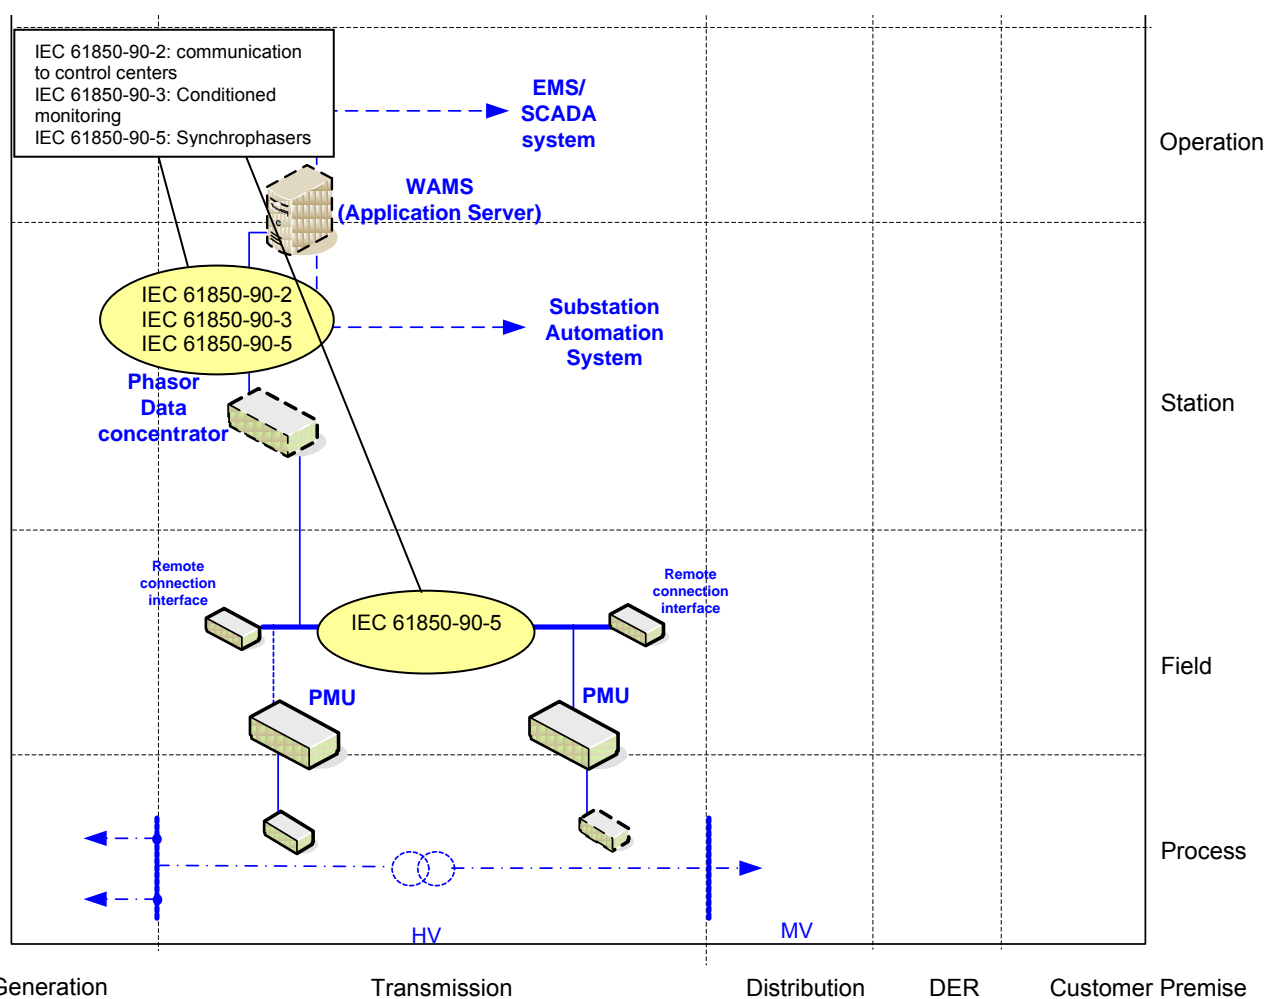 IEC 61850-90-2: communication
to control centers
IEC 61850-90-3: Conditioned
monitoring
IEC 61850-90-5: Synchrophasers
EMS/
SCADA
system
Operation
WAMS
(Application Server)
IEC 61850-90-2
IEC 61850-90-3
IEC 61850-90-5
Substation
Automation
System
Phasor
Data
concentrator
Station
Remote
connection
interface
Remote
connection
interface
IEC 61850-90-5
PMU
PMU
Field
Process
HV
MV
Generation
Transmission
Distribution
DER
Customer Premise